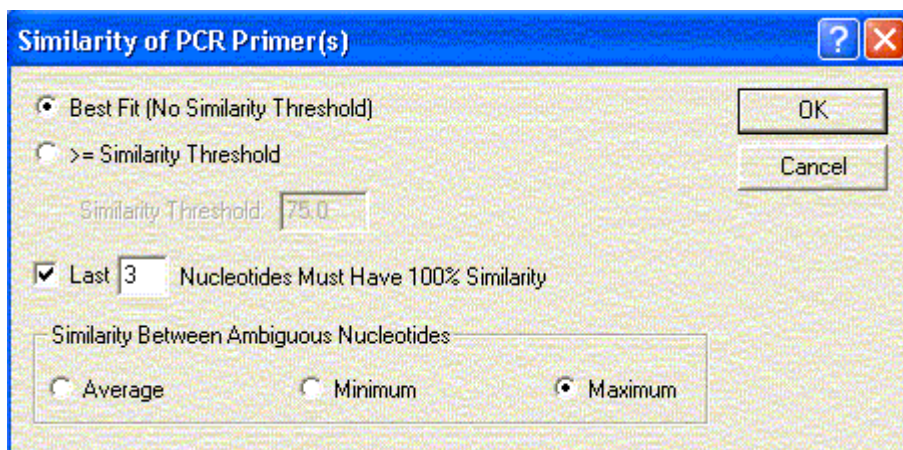 Similarity of PCR Primer(s)
Best Fit (No Similarity Threshold)
OK
>= Similarity Threshold
Cancel
Similarity Threshold: 75.0
Last 3 Nucleotides Must Have 100% Similarity
Similarity Between Ambiguous Nucleotides
Average Minimum Maximum